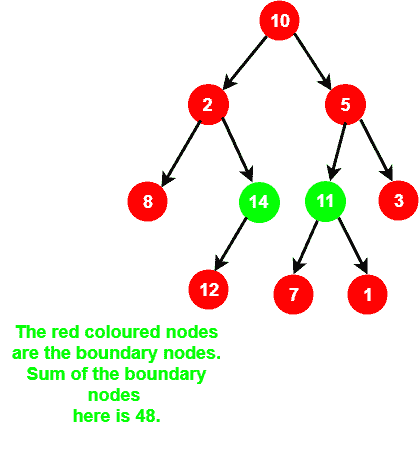 10
2 5
8 14 11 3
12 7 1
The red coloured nodes
are the boundary nodes.
Sum of the boundary
nodes
here is 48.